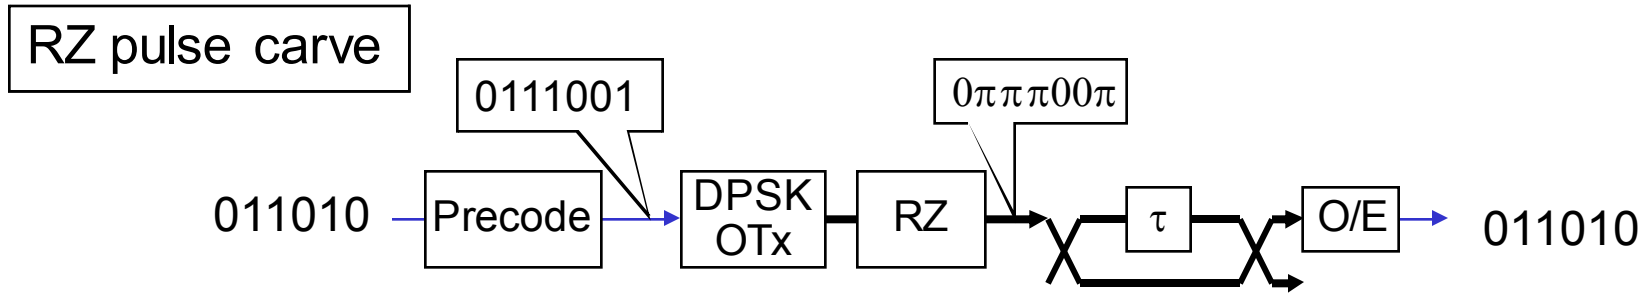 RZ pulse carve
0111001
0πππ00π
011010
Precode
DPSK
OTx
RZ
τ
O/E
011010